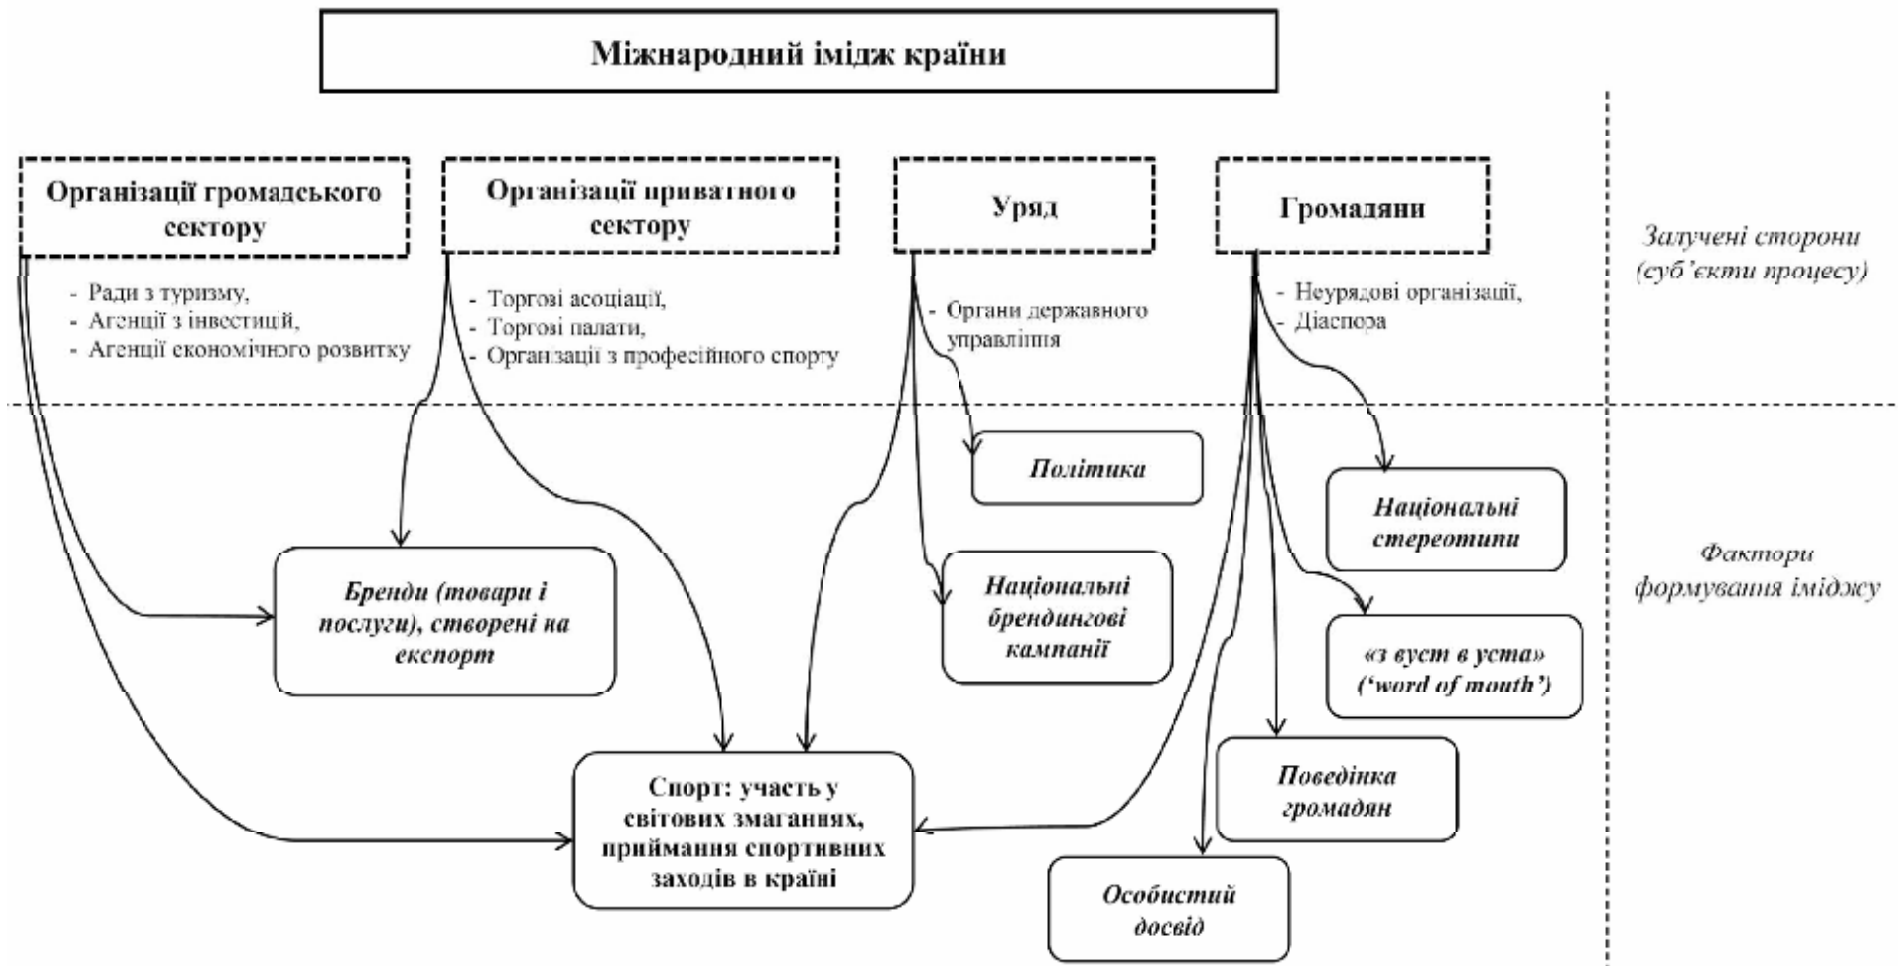 Міжнародний імідж країни
Організації громадського
сектору
Організації приватного
сектору
Уряд
Громадяни
Залучені сторони
(суб’єкти процесу)
- Ради з туризму,
- Агенції з інвестицій,
- Агенції економічного розвитку
- Торгові асоціації,
- Торгові палати,
- Організації з професійного спорту
- Органи державного
управління
- Неурядові організації,
- Діаспора
Політика
Національні
стереотипи
Фактори
формування іміджу
Бренди (товари і
послуги), створені на
експорт
Національні
брендингові
кампанії
«з вуст в уста»
(‘word of mouth’)
Спорт: участь у
світових змаганнях,
приймання спортивних
заходів в країні
Поведінка
громадян
Особистий
досвід